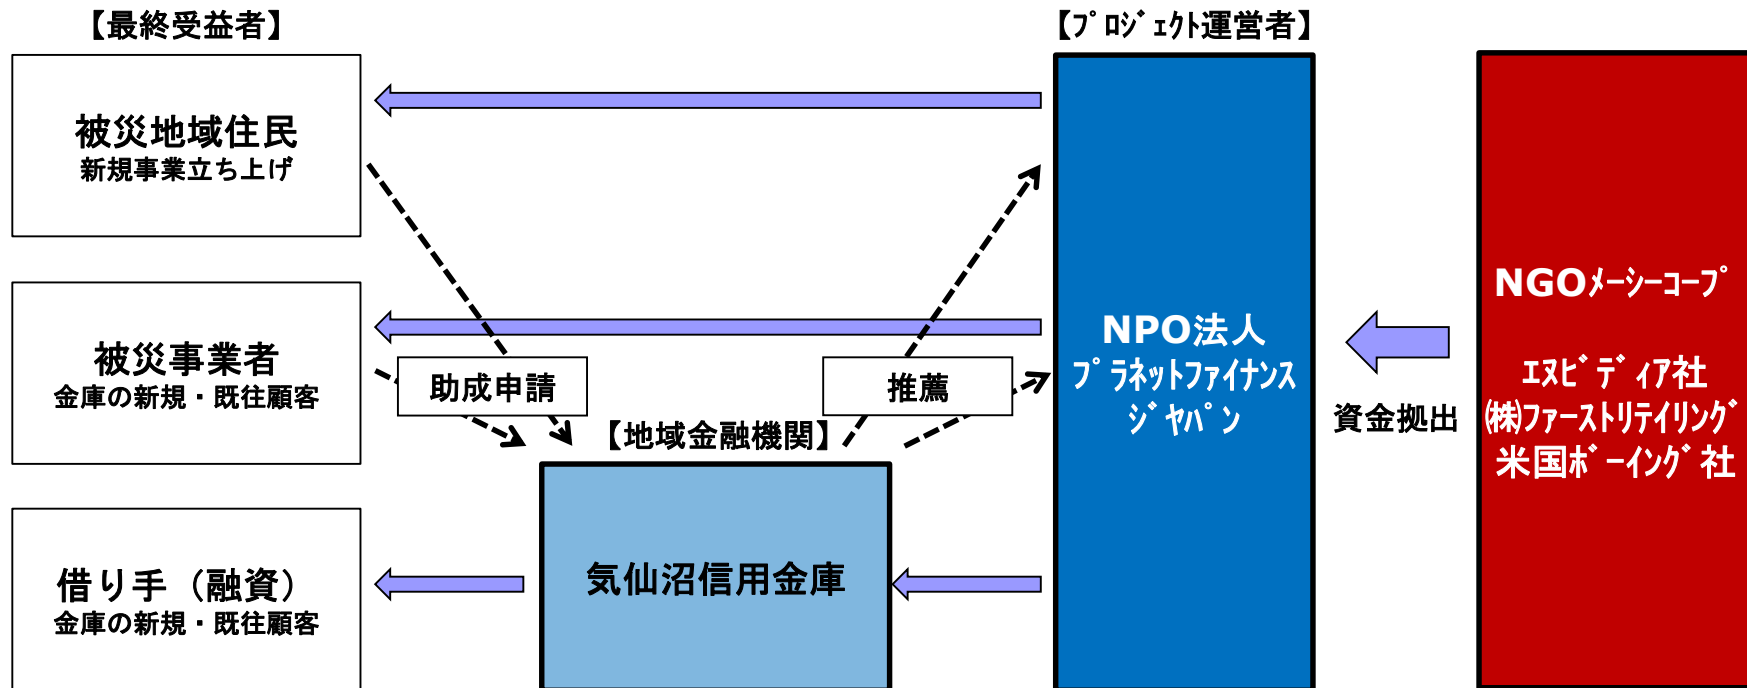 【最終受益者】
被災地域住民
新規事業立ち上げ
被災事業者
金庫の新規・既往顧客
借り手（融資）
金庫の新規・既往顧客
助成申請
推薦
【地域金融機関】
気仙沼信用金庫
【ﾌﾟﾛｼﾞｪｸﾄ運営者】
NPO法人
ﾌﾟﾗﾈｯﾄﾌｧｲﾅﾝｽ
ｼﾞｬﾊﾟﾝ
資金拠出
NGOﾒｰｼｰｺｰﾌﾟ
ｴﾇﾋﾞﾃﾞｨｱ社
㈱ﾌｧｰｽﾄﾘﾃｲﾘﾝｸﾞ
米国ﾎﾞｰｲﾝｸﾞ社